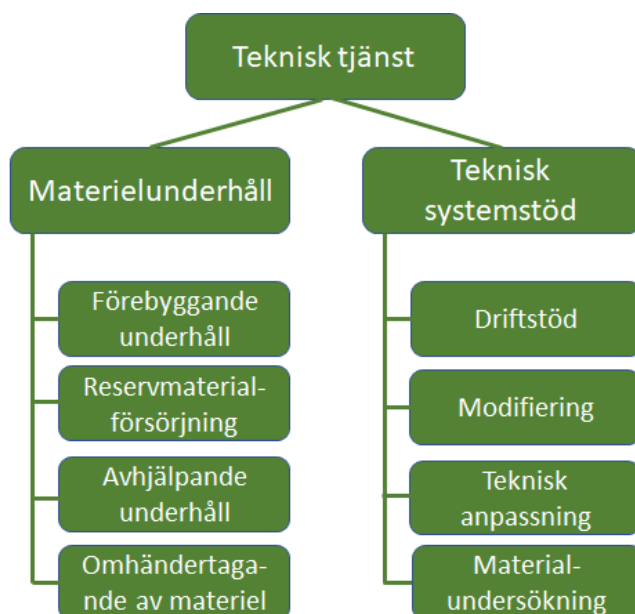 Teknisk tjänst
Materielunderhåll
Förebyggande
underhåll
Reservmaterial-
försörjning
Avhjälpande
underhåll
Omhändertaga-
nde av materiel
Teknisk
systemstöd
Driftstöd
Modifiering
Teknisk
anpassning
Material-
undersökning